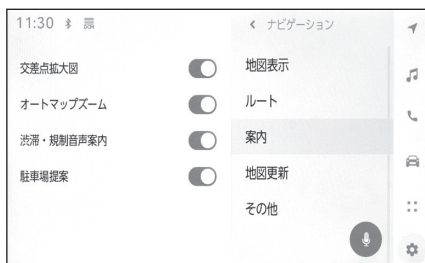 11:30
交差点拡大図
オートマップズーム
渋滞・規制音声案内
駐車場提案
ナビゲーション
地図表示
ルート
案内
地図更新
その他